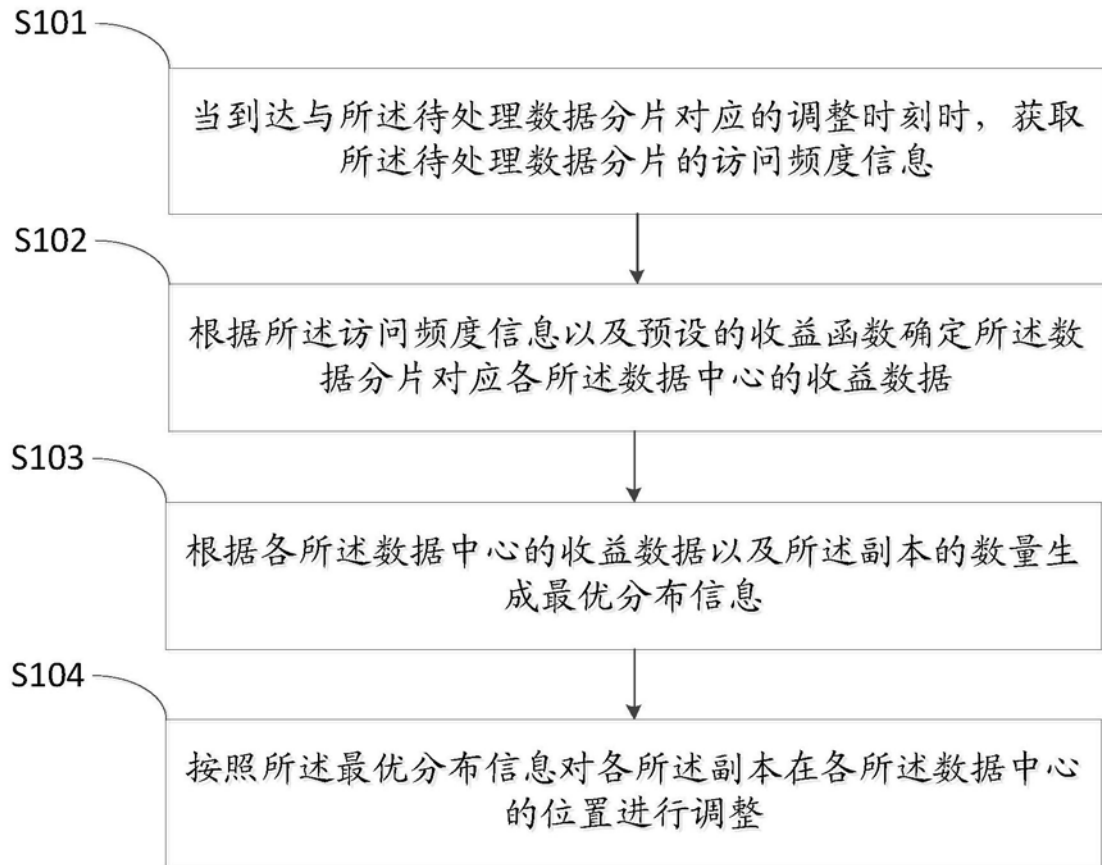 S101
当到达与所述待处理数据分片对应的调整时刻时，获取
所述待处理数据分片的访问频度信息
S102
根据所述访问频度信息以及预设的收益函数确定所述数
据分片对应各所述数据中心的收益数据
S103
根据各所述数据中心的收益数据以及所述副本的数量生
成最优分布信息
S104
按照所述最优分布信息对各所述副本在各所述数据中心
的位置进行调整